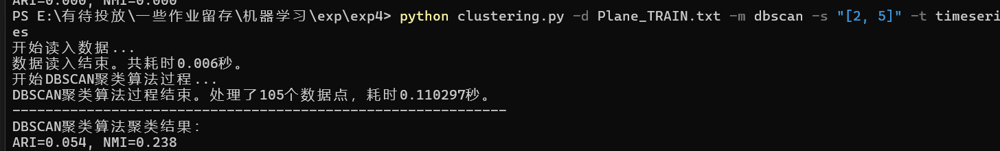 ARI=0.000, NMI=0.000
PS E:\有待投放\一些作业留存\机器学习\exp\exp4> python clustering.py -d Plane_TRAIN.txt -m dbscan -s "[2, 5]" -t timeseri
es
开始读入数据...
数据读入结束。共耗时0.006秒。
开始DBSCAN聚类算法过程...
DBSCAN聚类算法过程结束。处理了105个数据点，耗时0.110297秒。
------------------------------------------------------------
DBSCAN聚类算法聚类结果：
ARI=0.054, NMI=0.238